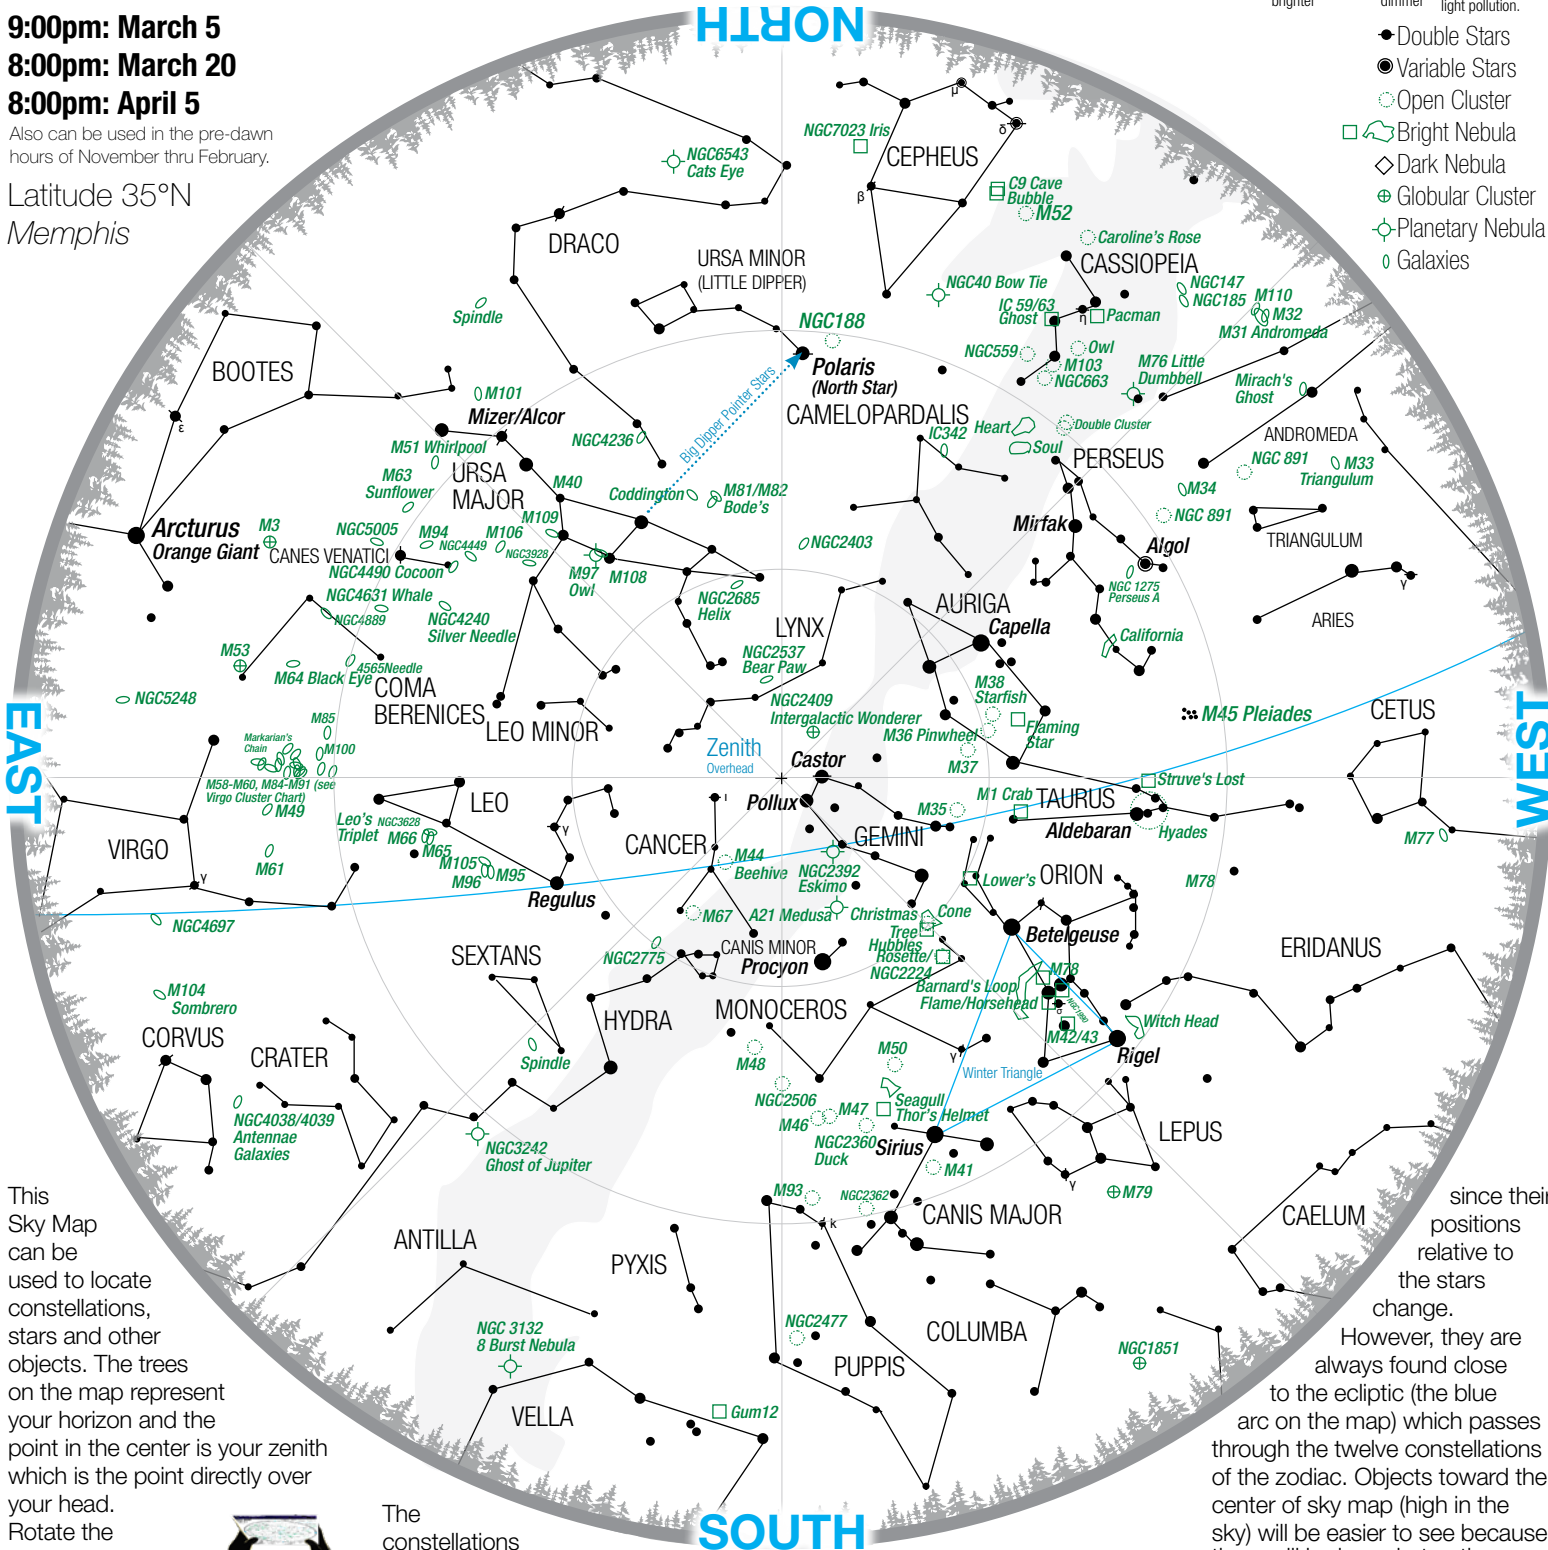 9:00pm: March 5
8:00pm: March 20
8:00pm: April 5
Also can be used in the pre-dawn
hours of November thru February.
Latitude 35°N
Memphis
NORTH
light pollution.
Double Stars
Variable Stars
Open Cluster
Bright Nebula
Dark Nebula
Globular Cluster
Planetary Nebula
Galaxies
μ
δ
NGC7023 Iris
CEPHEUS
β
NGC6543
Cats Eye
C9 Cave
Bubble
M52
DRACO
Caroline's Rose
URSA MINOR
(LITTLE DIPPER)
CASSIOPEIA
NGC40 Bow Tie
NGC147
NGC185
M110
M32
M31 Andromeda
IC 59/63
Ghost
η
Pacman
Spindle
NGC188
NGC559
Owl
M103
NGC663
M76 Little
Dumbbell
Polaris
(North Star)
Mirach's
Ghost
BOOTES
Big Dipper Pointer Stars
M101
Mizer/Alcor
CAMELOPARDALIS
IC342
Heart
Soul
Double Cluster
ANDROMEDA
ε
M51 Whirlpool
NGC4236
PERSEUS
NGC 891
M33
Triangulum
M63
Sunflower
URSA
MAJOR
M40
Coddington
M81/M82
Bode's
M34
NGC 891
Arcturus
Orange Giant
M3
NGC5005
M94
M106
M109
Mirfak
Algol
TRIANGULUM
CANES VENATICI
NGC4449
NGC3928
NGC2403
NGC4490 Cocoon
M97
Owl
M108
NGC 1275
Perseus A
γ
NGC4631 Whale
NGC4889
NGC4240
Silver Needle
NGC2685
Helix
AURIGA
Capella
ARIES
LYNX
California
M53
4565Needle
M64 Black Eye
NGC2537
Bear Paw
COMA
BERENICES
M38
Starfish
NGC5248
NGC2409
Intergalactic Wonderer
M45 Pleiades
CETUS
EAST
WEST
M85
LEO MINOR
M36 Pinwheel
Flaming
Star
Markarian's
Chain
M100
Zenith
Overhead
Castor
M37
M58-M60, M84-M91 (see
Virgo Cluster Chart)
Struve's Lost
LEO
Pollux
M1 Crab
TAURUS
M49
Leo's
Triplet
NGC3628
M66
M65
ι
M35
Aldebaran
Hyades
M77
VIRGO
γ
CANCER
GEMINI
M61
M105
M96
M95
M44
Beehive
NGC2392
Eskimo
Lower's
ORION
M78
γ
Regulus
M67
A21 Medusa
Christmas
Tree
Cone
NGC4697
Betelgeuse
Hubbles
SEXTANS
NGC2775
CANIS MINOR
Procyon
Rosette/
NGC2224
ERIDANUS
M78
Barnard's Loop
Flame/Horsehead
NGC1990
σ
M104
Sombrero
MONOCEROS
M42/43
Witch Head
HYDRA
CORVUS
CRATER
Spindle
M48
M50
γ
Rigel
Winter Triangle
NGC2506
Seagull
Thor's Helmet
NGC4038/4039
Antennae
Galaxies
M46
M47
NGC2360
Duck
Sirius
LEPUS
NGC3242
Ghost of Jupiter
M41
γ
M79
M93
NGC2362
k
CANIS MAJOR
CAELUM
ANTILLA
PYXIS
NGC 3132
8 Burst Nebula
NGC2477
COLUMBA
NGC1851
PUPPIS
VELLA
Gum12
SOUTH
This
Sky Map
can be
used to locate
constellations,
stars and other
objects. The trees
on the map represent
your horizon and the
point in the center is your zenith
which is the point directly over
your head.
Rotate the
The
constellations
since their
positions
relative to
the stars
change.
However, they are
always found close
to the ecliptic (the blue
arc on the map) which passes
through the twelve constellations
of the zodiac. Objects toward the
center of sky map (high in the
sky) will be easier to see because